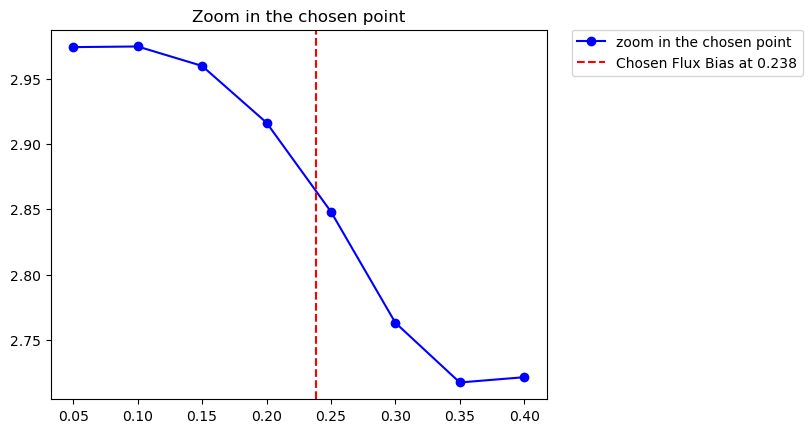 Zoom in the chosen point
zoom in the chosen point
Chosen Flux Bias at 0.238
2.95
2.90
2.85
2.80
2.75
0.05 0.10 0.15 0.20 0.25 0.30 0.35 0.40